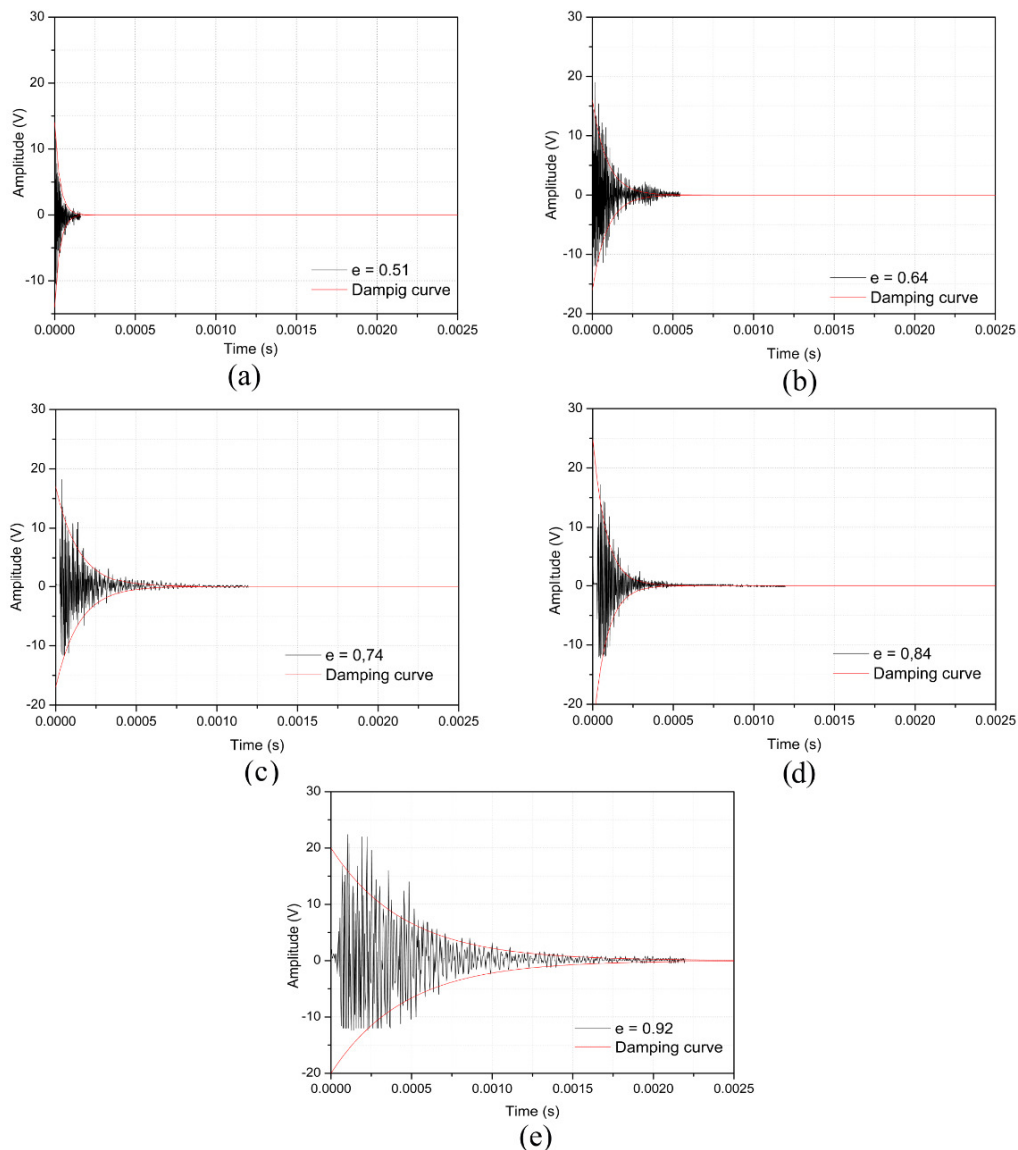 30
20
10
0
-10
Amplitude (V)
e = 0.51
Dampig curve
0.0000 0.0005 0.0010 0.0015 0.0020 0.0025
Time (s)
(a)
30
20
10
0
-10
-20
Amplitude (V)
e = 0.64
Damping curve
0.0000 0.0005 0.0010 0.0015 0.0020 0.0025
Time (s)
(b)
30
20
10
0
-10
-20
Amplitude (V)
e = 0,74
Damping curve
0.0000 0.0005 0.0010 0.0015 0.0020 0.0025
Time (s)
(c)
30
20
10
0
-10
-20
Amplitude (V)
e = 0,84
Damping curve
0.0000 0.0005 0.0010 0.0015 0.0020 0.0025
Time (s)
(d)
30
20
10
0
-10
-20
Amplitude (V)
e = 0.92
Damping curve
0.0000 0.0005 0.0010 0.0015 0.0020 0.0025
Time (s)
(e)